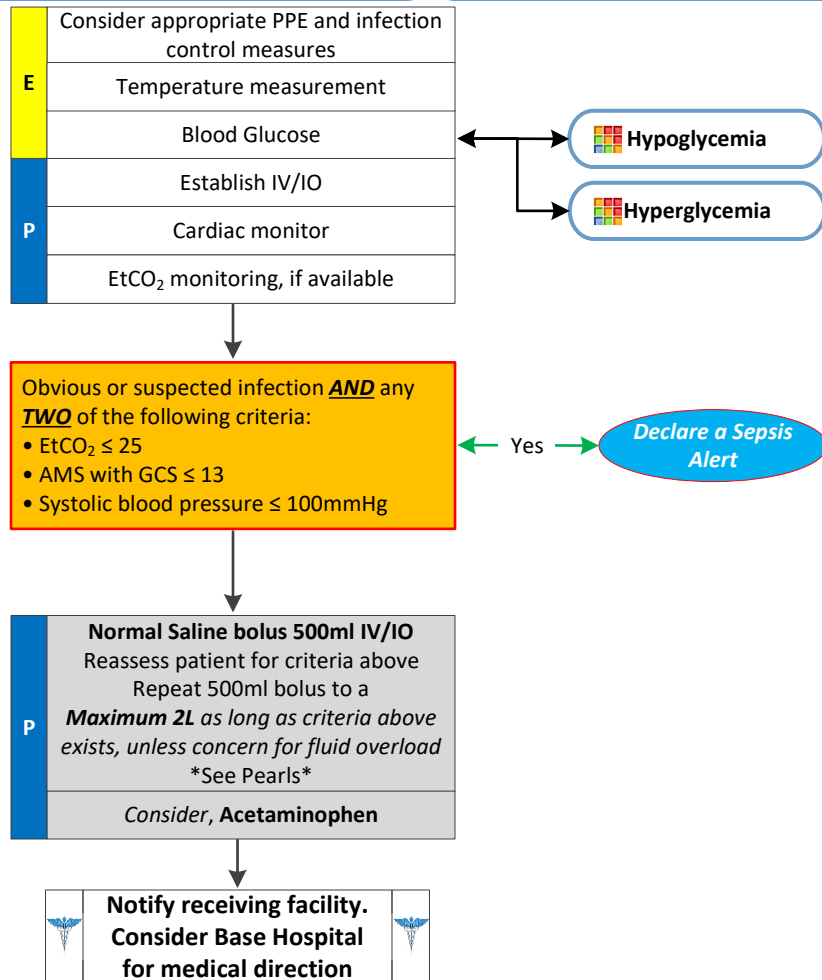 E
Consider appropriate PPE and infection
control measures
Temperature measurement
Blood Glucose
Hypoglycemia
Hyperglycemia
P
Establish IV/IO
Cardiac monitor
EtCO₂ monitoring, if available
Obvious or suspected infection AND any
TWO of the following criteria:
• EtCO₂ ≤ 25
• AMS with GCS ≤ 13
• Systolic blood pressure ≤ 100mmHg
Yes
Declare a Sepsis
Alert
P
Normal Saline bolus 500ml IV/IO
Reassess patient for criteria above
Repeat 500ml bolus to a
Maximum 2L as long as criteria above
exists, unless concern for fluid overload
*See Pearls*
Consider, Acetaminophen
Notify receiving facility.
Consider Base Hospital
for medical direction